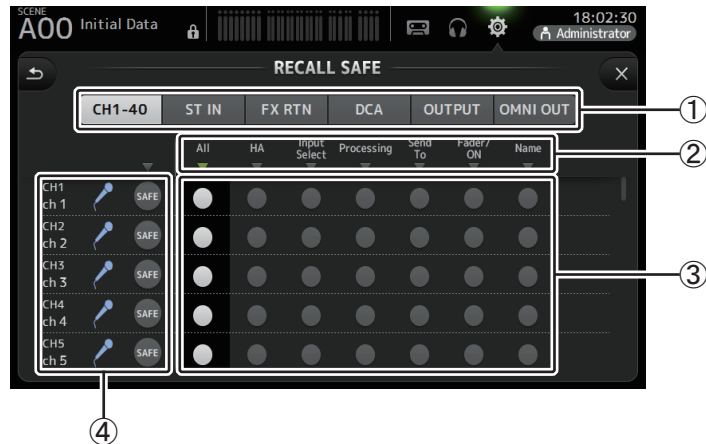 SCENE
A00 Initial Data
18:02:30
Administrator
RECALL SAFE
CH1-40 ST IN FX RTN DCA OUTPUT OMNI OUT
①
All HA Input Select Processing Send To Fader/ON Name
②
CH1
ch 1 SAFE
CH2
ch 2 SAFE
CH3
ch 3 SAFE
③
CH4
ch 4 SAFE
CH5
ch 5 SAFE
④